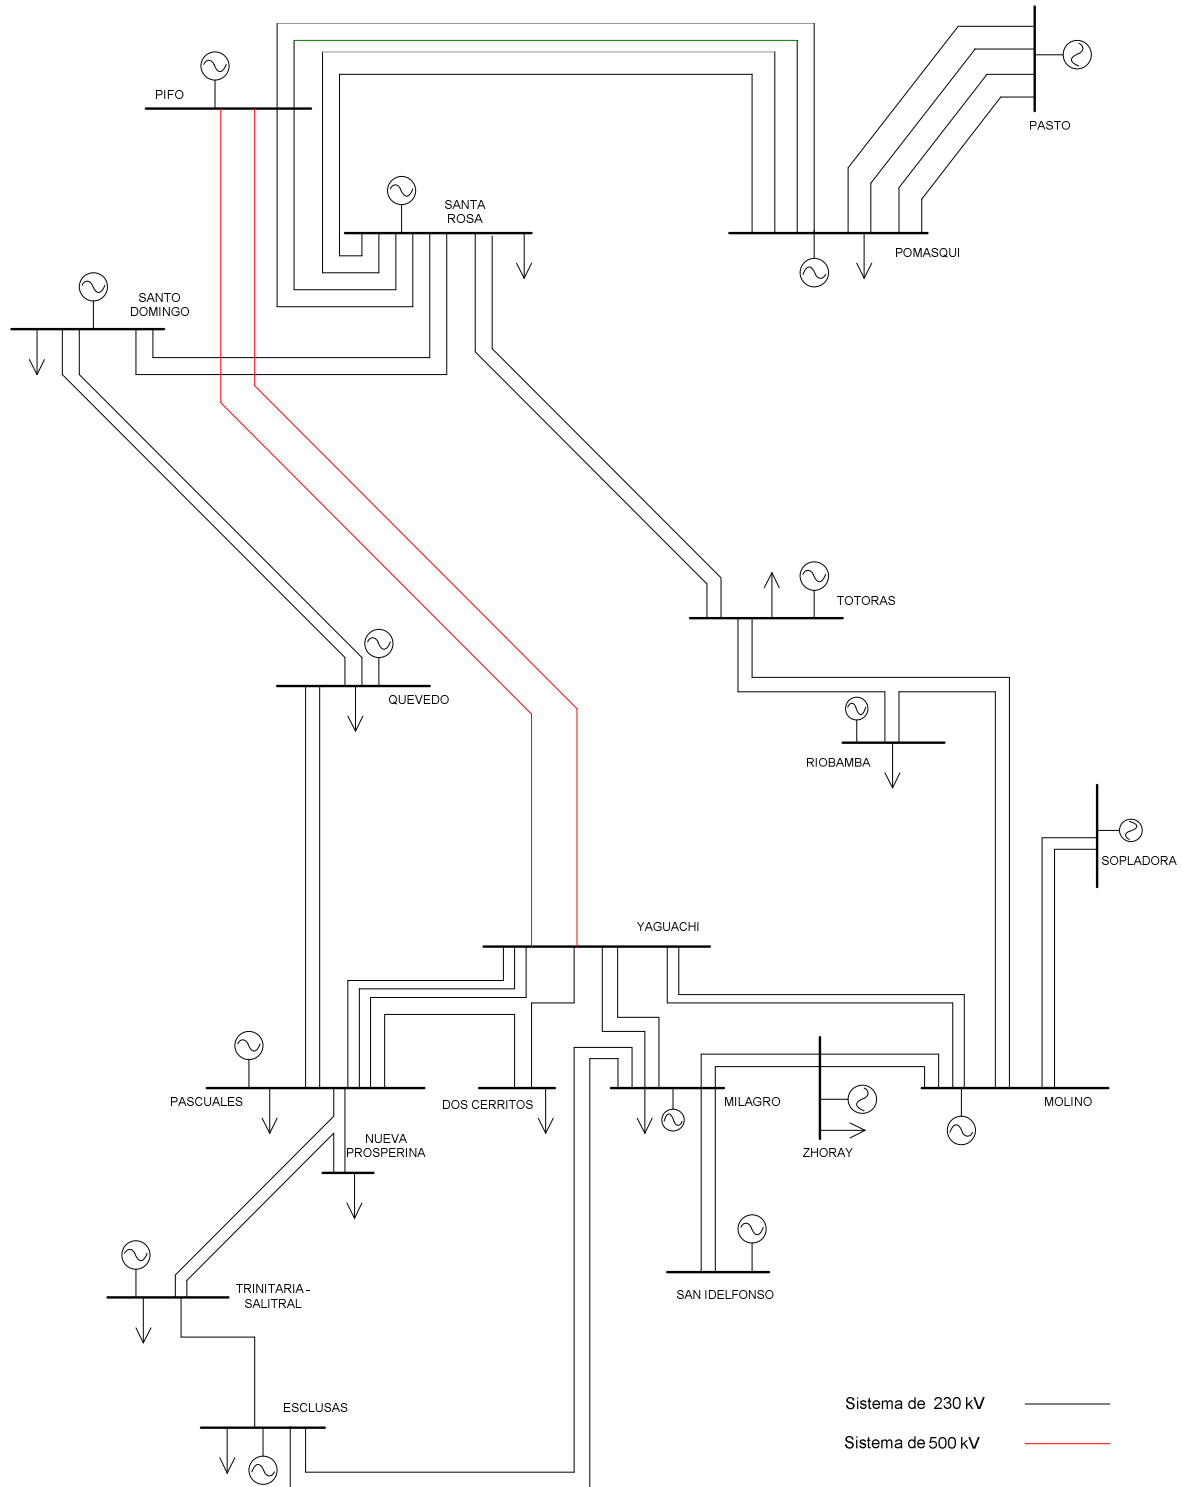 PIFO
PASTO
SANTA
ROSA
POMASQUI
SANTO
DOMINGO
TOTORAS
QUEVEDO
RIOBAMBA
SOPLADORA
YAGUACHI
PASCUALES
DOS CERRITOS
MILAGRO
MOLINO
NUEVA
PROSPERINA
ZHORAY
TRINITARIA-
SALITRAL
SAN IDELFONSO
ESCLUSAS
Sistema de 230 kV
Sistema de 500 kV